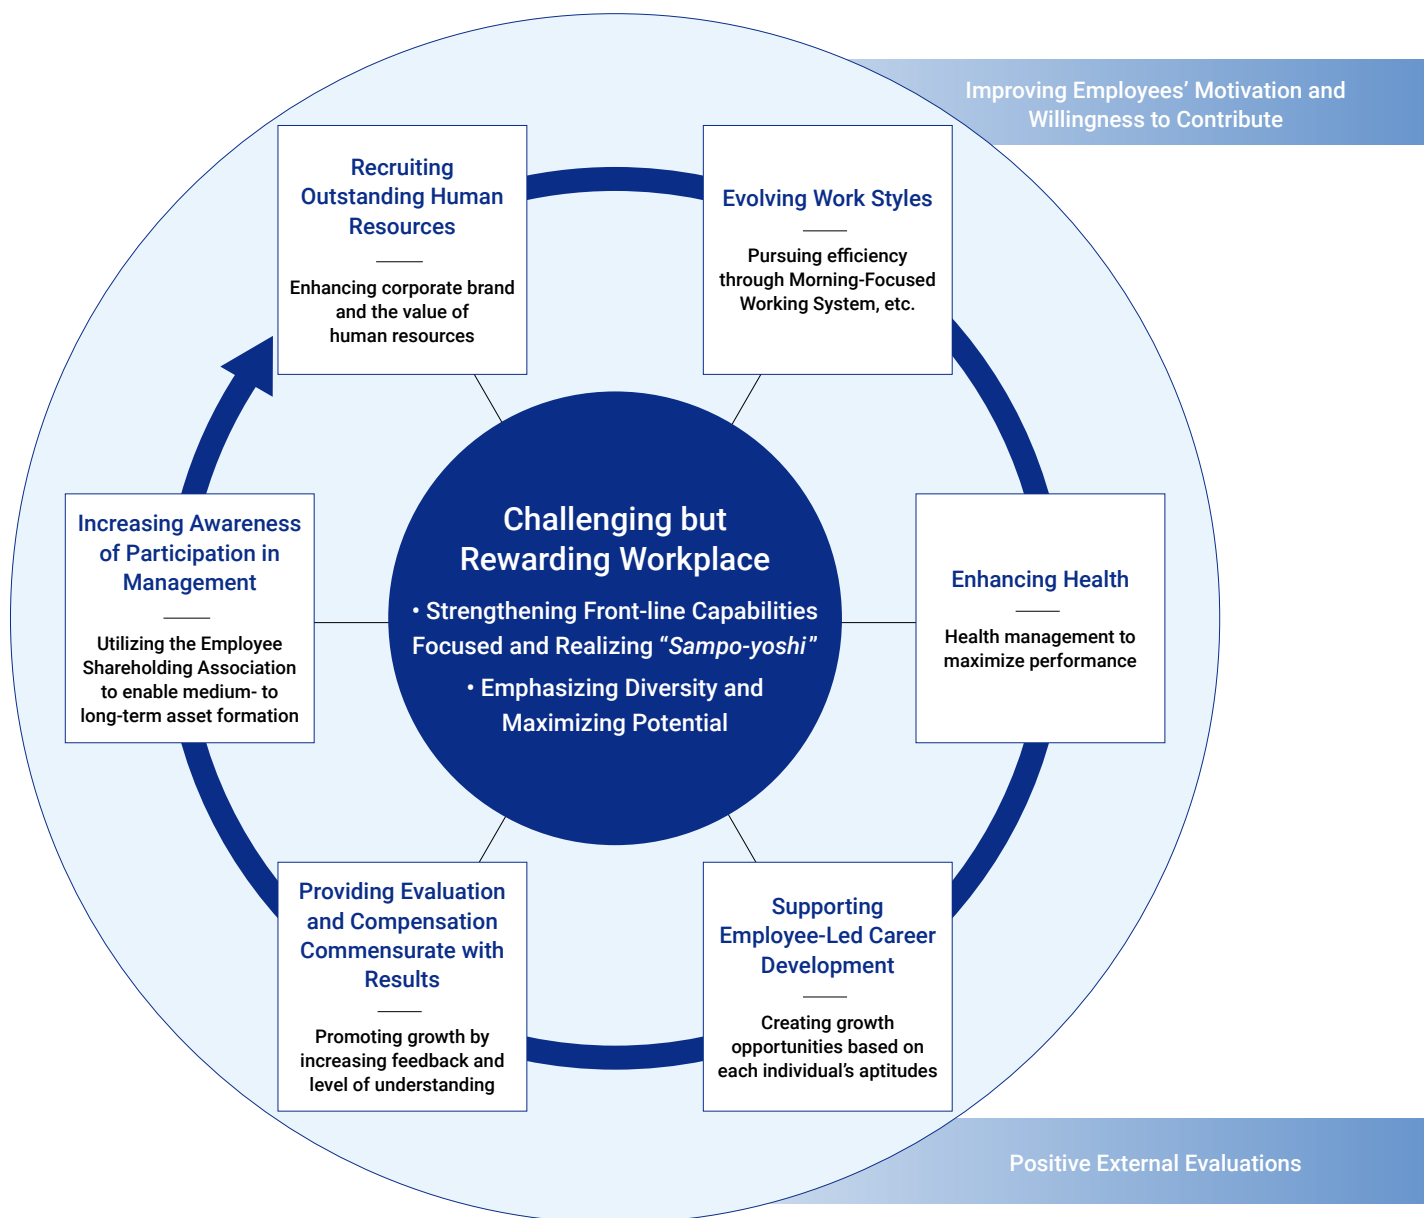 Improving Employees’ Motivation and
Willingness to Contribute
Recruiting
Outstanding Human
Resources
Enhancing corporate brand
and the value of
human resources
Evolving Work Styles
Pursuing efficiency
through Morning-Focused
Working System, etc.
Increasing Awareness
of Participation in
Management
Utilizing the Employee
Shareholding Association
to enable medium- to
long-term asset formation
Challenging but
Rewarding Workplace
• Strengthening Front-line Capabilities
Focused and Realizing “Sampo-yoshi”
• Emphasizing Diversity and
Maximizing Potential
Enhancing Health
Health management to
maximize performance
Providing Evaluation
and Compensation
Commensurate with
Results
Promoting growth by
increasing feedback and
level of understanding
Supporting
Employee-Led Career
Development
Creating growth
opportunities based on
each individual’s aptitudes
Positive External Evaluations